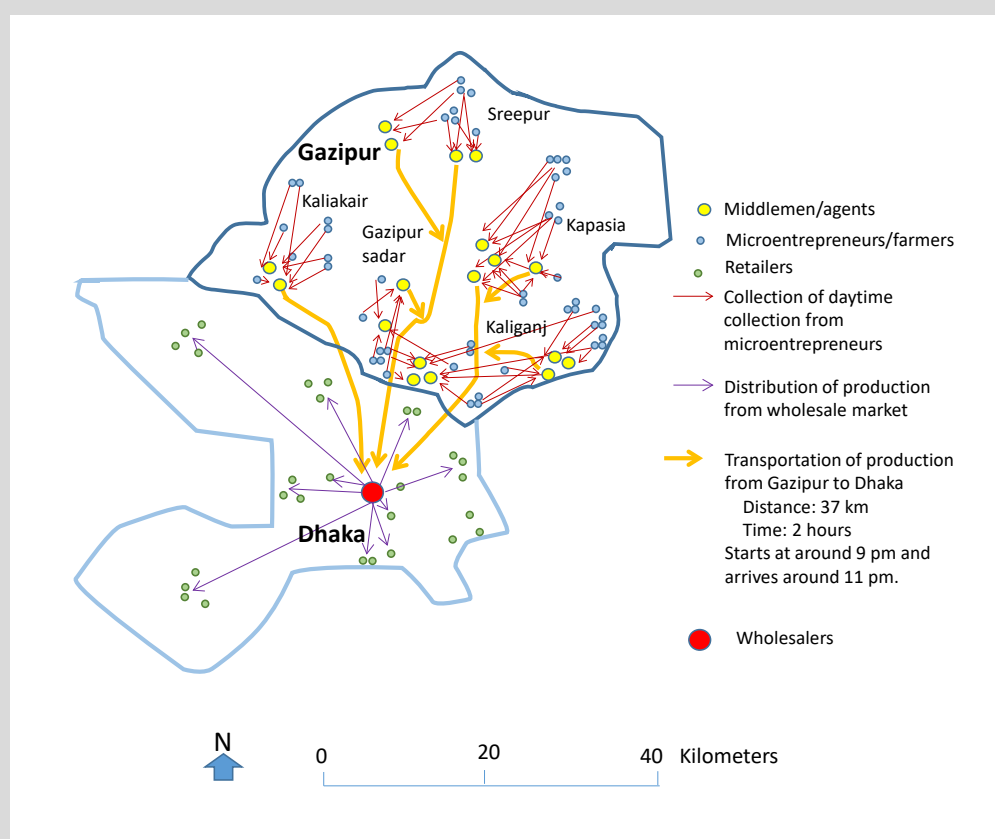 Sreepur
Gazipur
Kaliakair
Gazipur
sadar
Kapasia
Kaliganj
Dhaka
Middlemen/agents
Microentrepreneurs/farmers
Retailers
Collection of daytime
collection from
microentrepreneurs
Distribution of production
from wholesale market
Transportation of production
from Gazipur to Dhaka
Distance: 37 km
Time: 2 hours
Starts at around 9 pm and
arrives around 11 pm.
Wholesalers
N
0 20 40 Kilometers